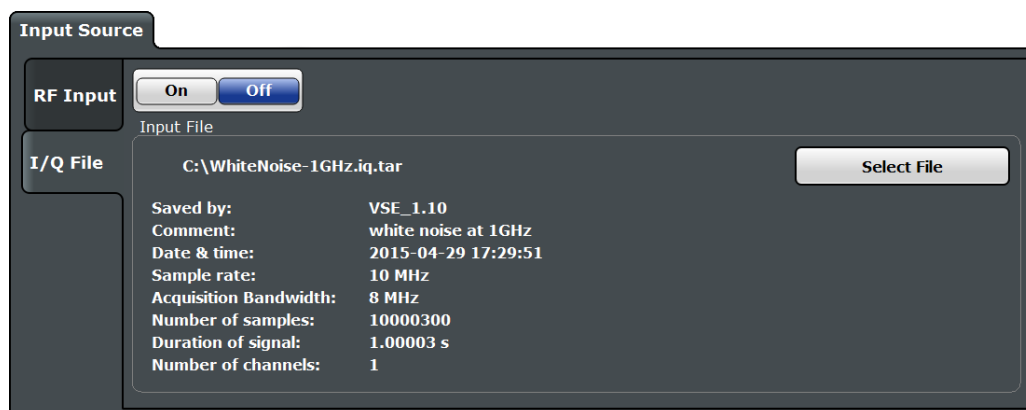 Input Source
RF Input
On Off
Input File
I/Q File
C:\WhiteNoise-1GHz.iq.tar Select File
Saved by: VSE_1.10
Comment: white noise at 1GHz
Date & time: 2015-04-29 17:29:51
Sample rate: 10 MHz
Acquisition Bandwidth: 8 MHz
Number of samples: 10000300
Duration of signal: 1.00003 s
Number of channels: 1